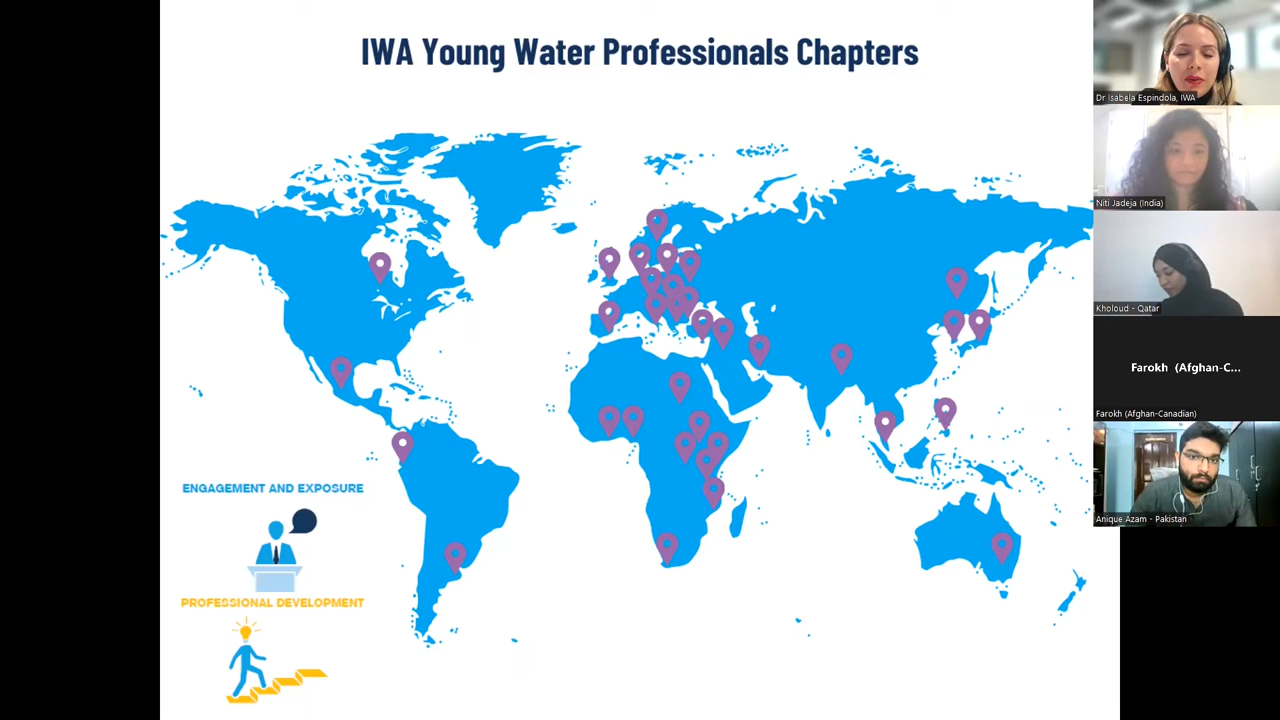 IWA Young Water Professionals Chapters
ENGAGEMENT AND EXPOSURE
PROFESSIONAL DEVELOPMENT
Dr Isabela Espindola, IWA
Niti Jadeja (India)
Kholoud - Qatar
Farokh (Afghan-C...
Farokh (Afghan-Canadian)
Anique Azam - Pakistan